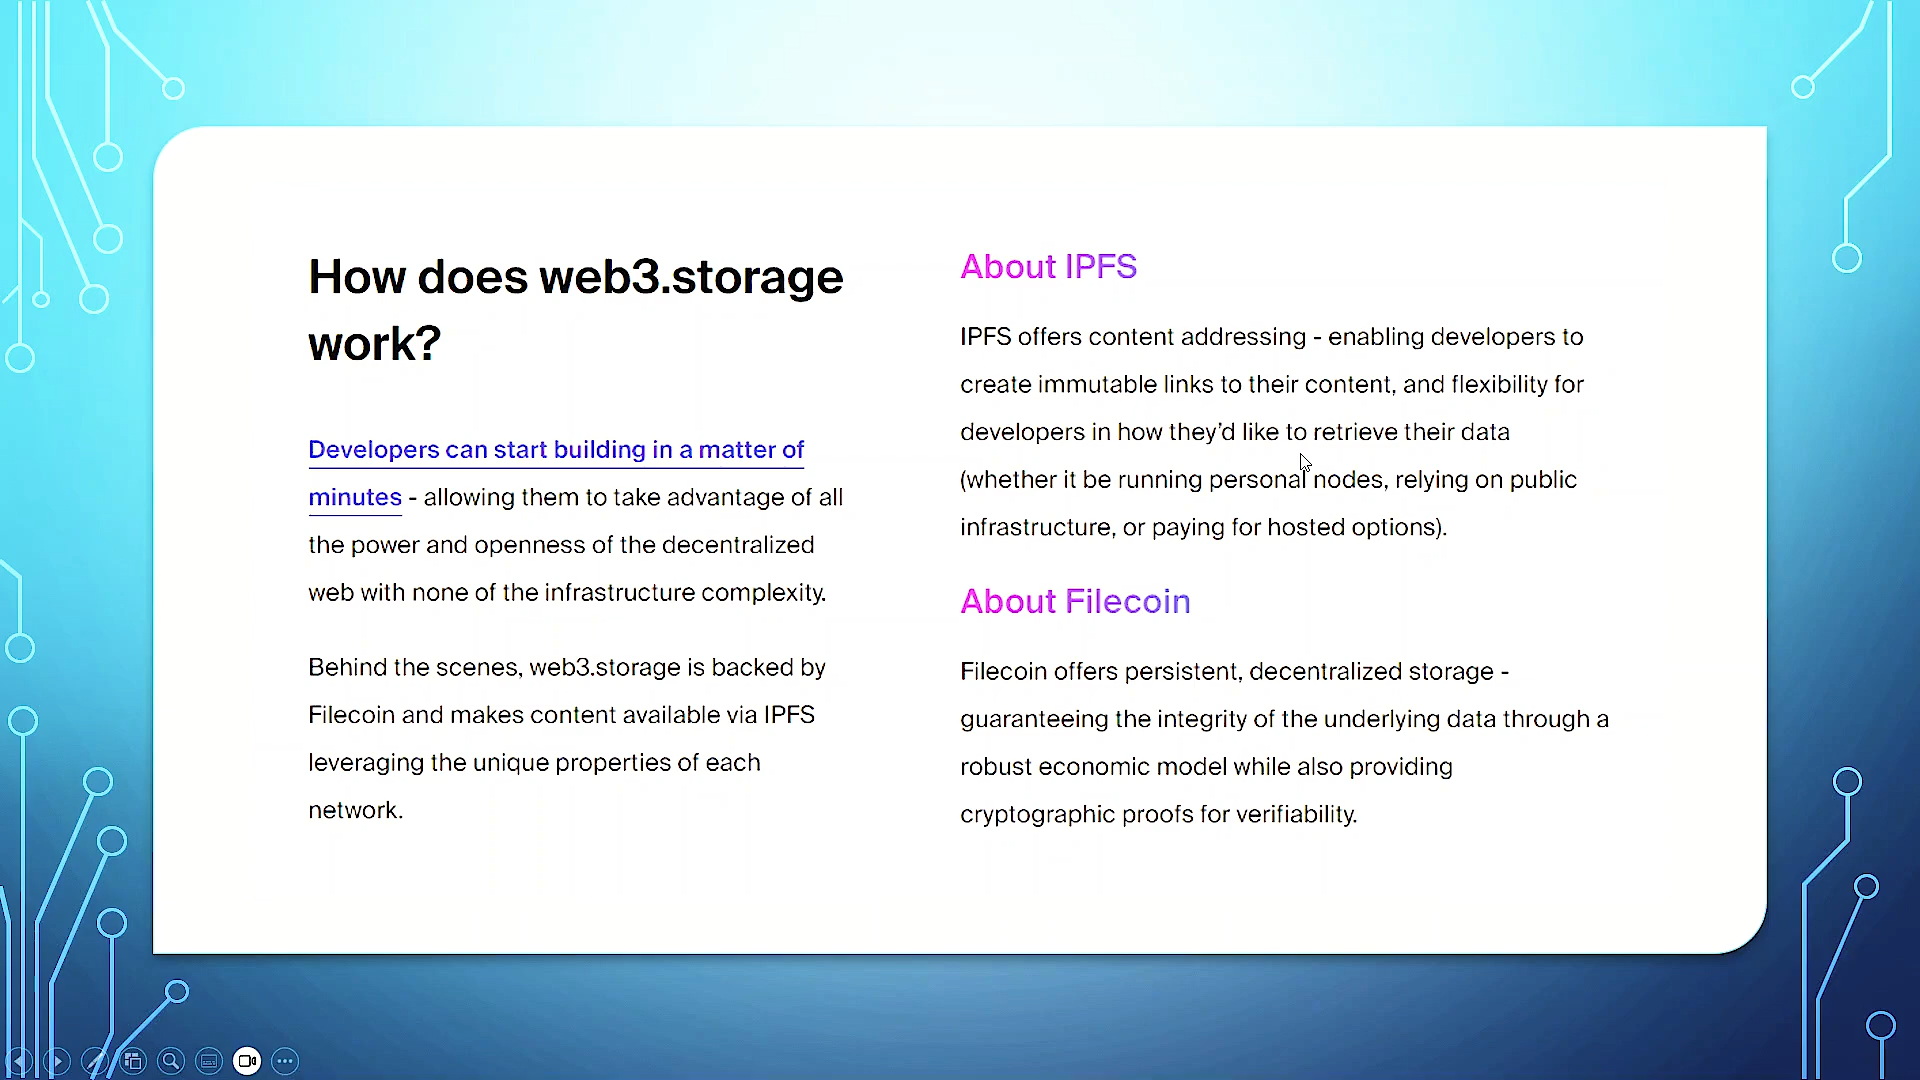 How does web3.storage
work?
Developers can start building in a matter of
minutes - allowing them to take advantage of all
the power and openness of the decentralized
web with none of the infrastructure complexity.
Behind the scenes, web3.storage is backed by
Filecoin and makes content available via IPFS
leveraging the unique properties of each
network.
About IPFS
IPFS offers content addressing - enabling developers to
create immutable links to their content, and flexibility for
developers in how they’d like to retrieve their data
(whether it be running personal nodes, relying on public
infrastructure, or paying for hosted options).
About Filecoin
Filecoin offers persistent, decentralized storage -
guaranteeing the integrity of the underlying data through a
robust economic model while also providing
cryptographic proofs for verifiability.